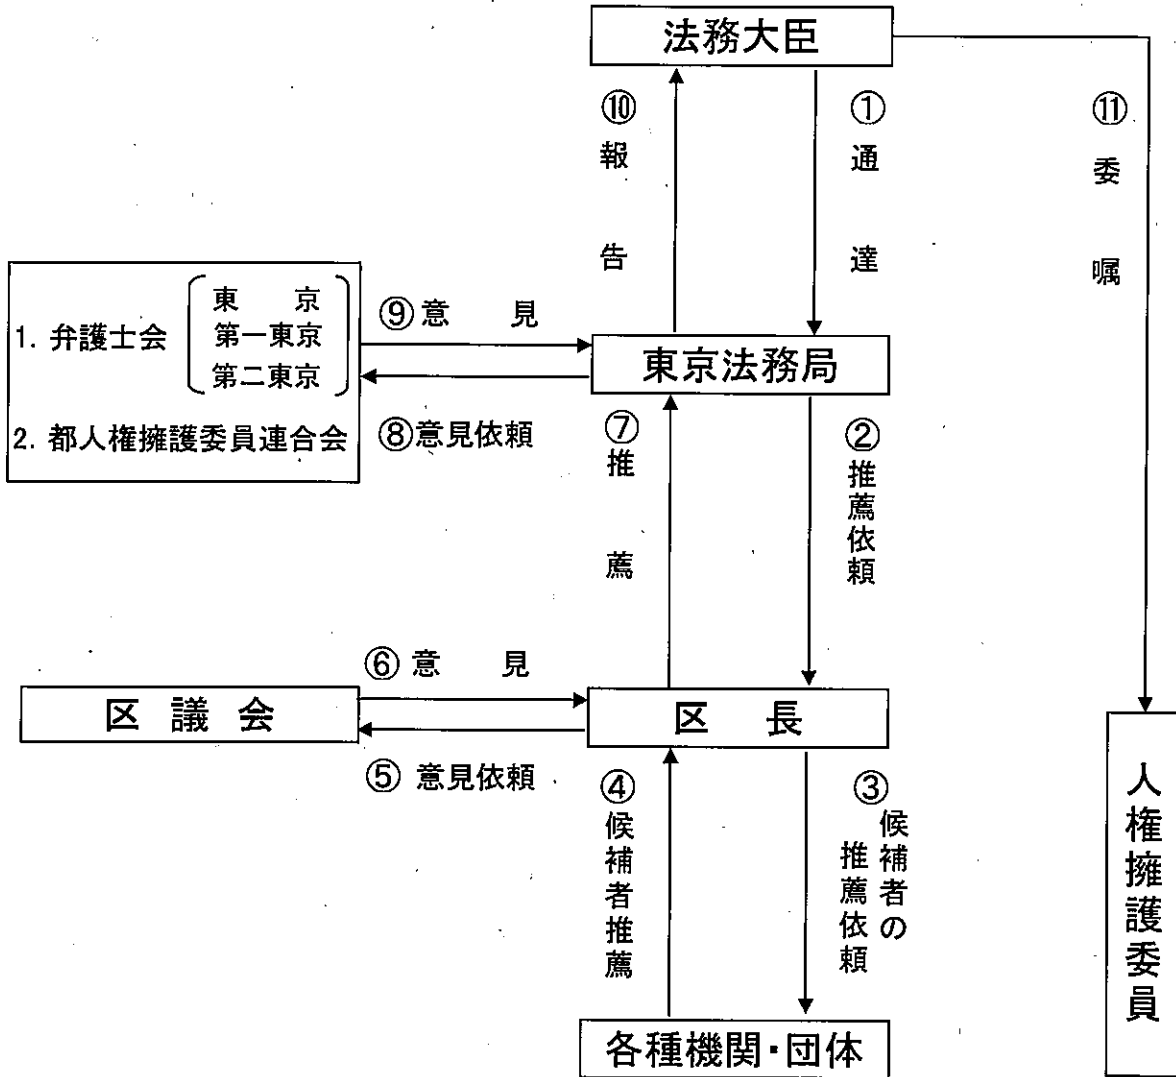 法務大臣
⑩報告
①通達
⑪委嘱
1. 弁護士会
東　京
第一東京
第二東京
2. 都人権擁護委員連合会
⑨意　見
⑧意見依頼
東京法務局
⑦推薦
②推薦依頼
区議会
⑥意　見
⑤意見依頼
区　長
④候補者推薦
③候補者の
推薦依頼
各種機関・団体
人権擁護委員